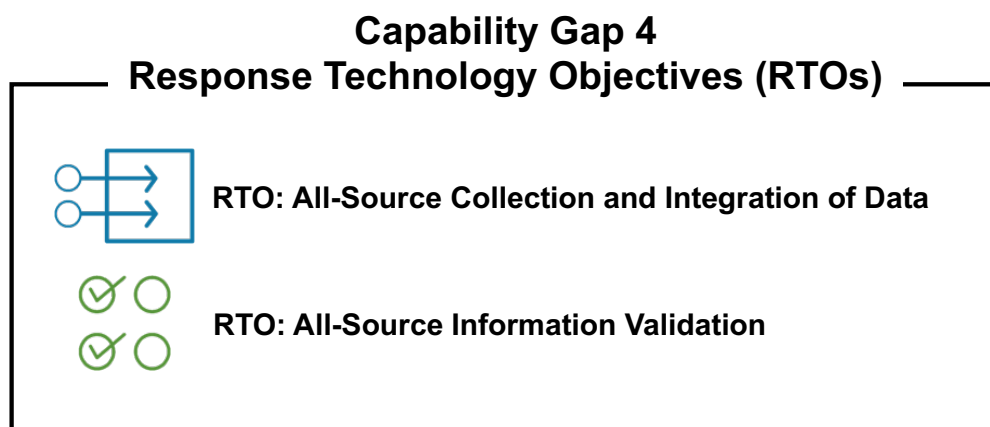 Capability Gap 4
Response Technology Objectives (RTOs)
RTO: All-Source Collection and Integration of Data
RTO: All-Source Information Validation